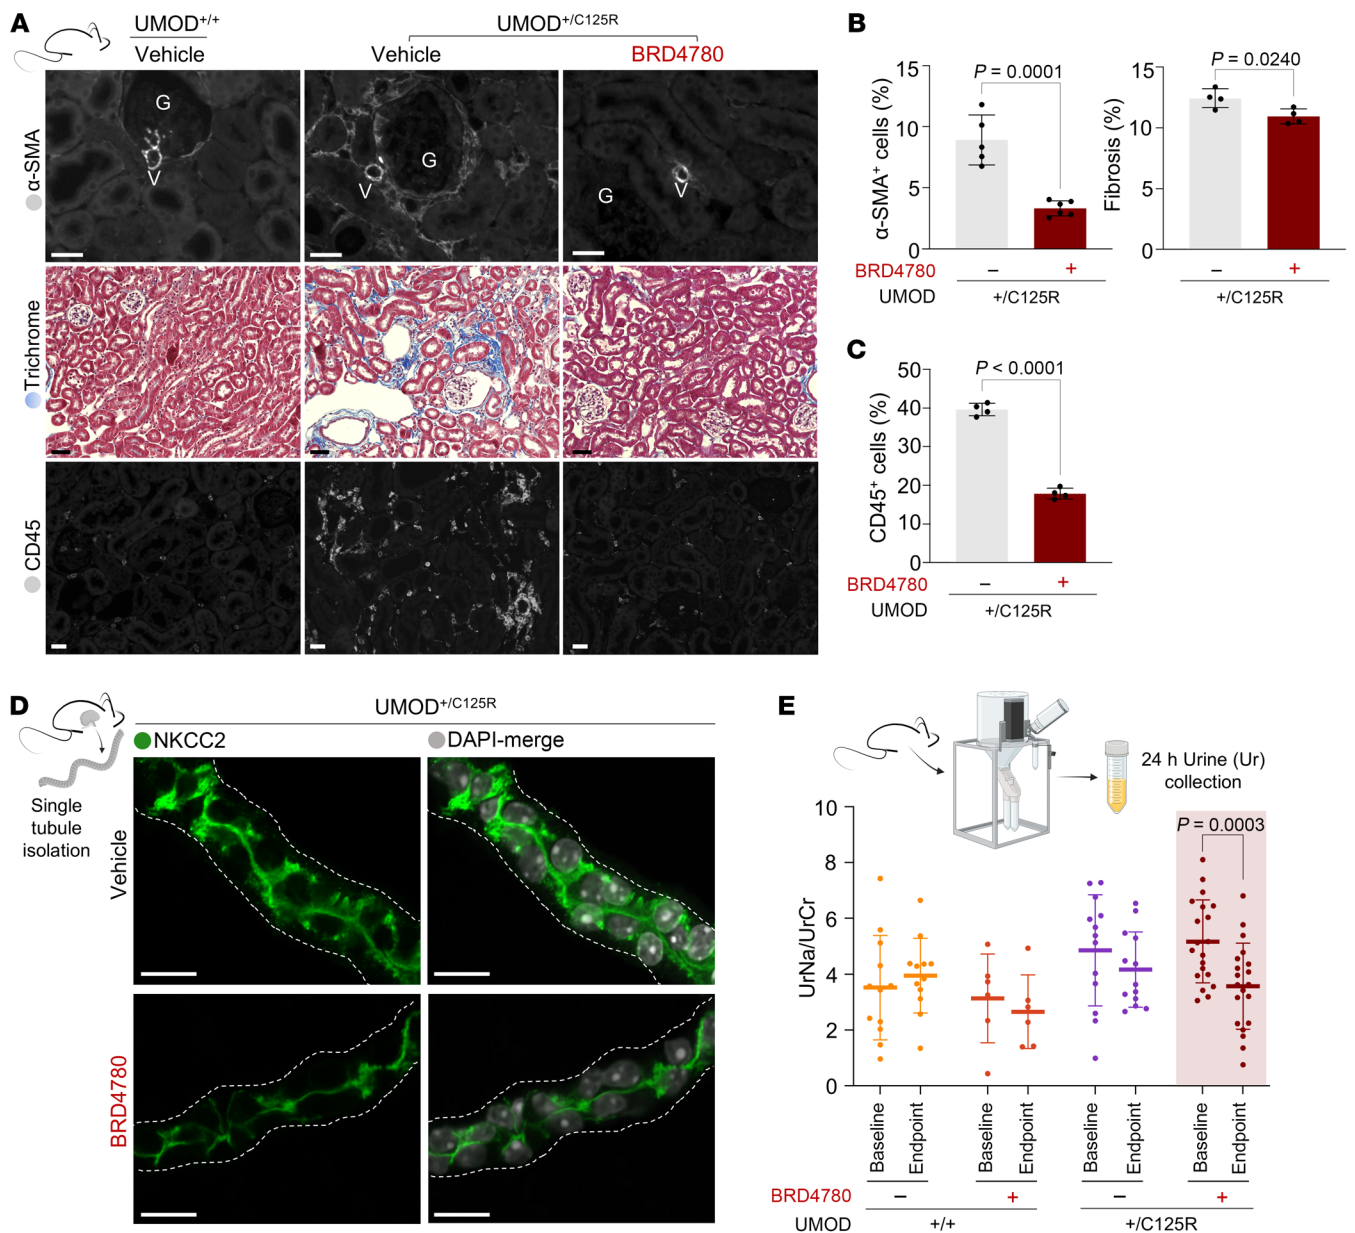 A
UMOD+/+
UMOD+/C125R
Vehicle
Vehicle
BRD4780
α-SMA
G
V
G
V
G
V
Trichrome
CD45
B
α-SMA+ cells (%)
15
10
5
0
P = 0.0001
BRD4780
− +
UMOD
+/C125R
Fibrosis (%)
15
10
5
0
P = 0.0240
− +
+/C125R
C
CD45+ cells (%)
50
40
30
20
10
0
P < 0.0001
BRD4780
− +
UMOD
+/C125R
D
UMOD+/C125R
NKCC2
DAPI-merge
Single
tubule
isolation
Vehicle
BRD4780
E
24 h Urine (Ur)
collection
UrNa/UrCr
10
8
6
4
2
0
P = 0.0003
Baseline
Endpoint
Baseline
Endpoint
Baseline
Endpoint
Baseline
Endpoint
BRD4780
− + − +
UMOD
+/+ +/C125R